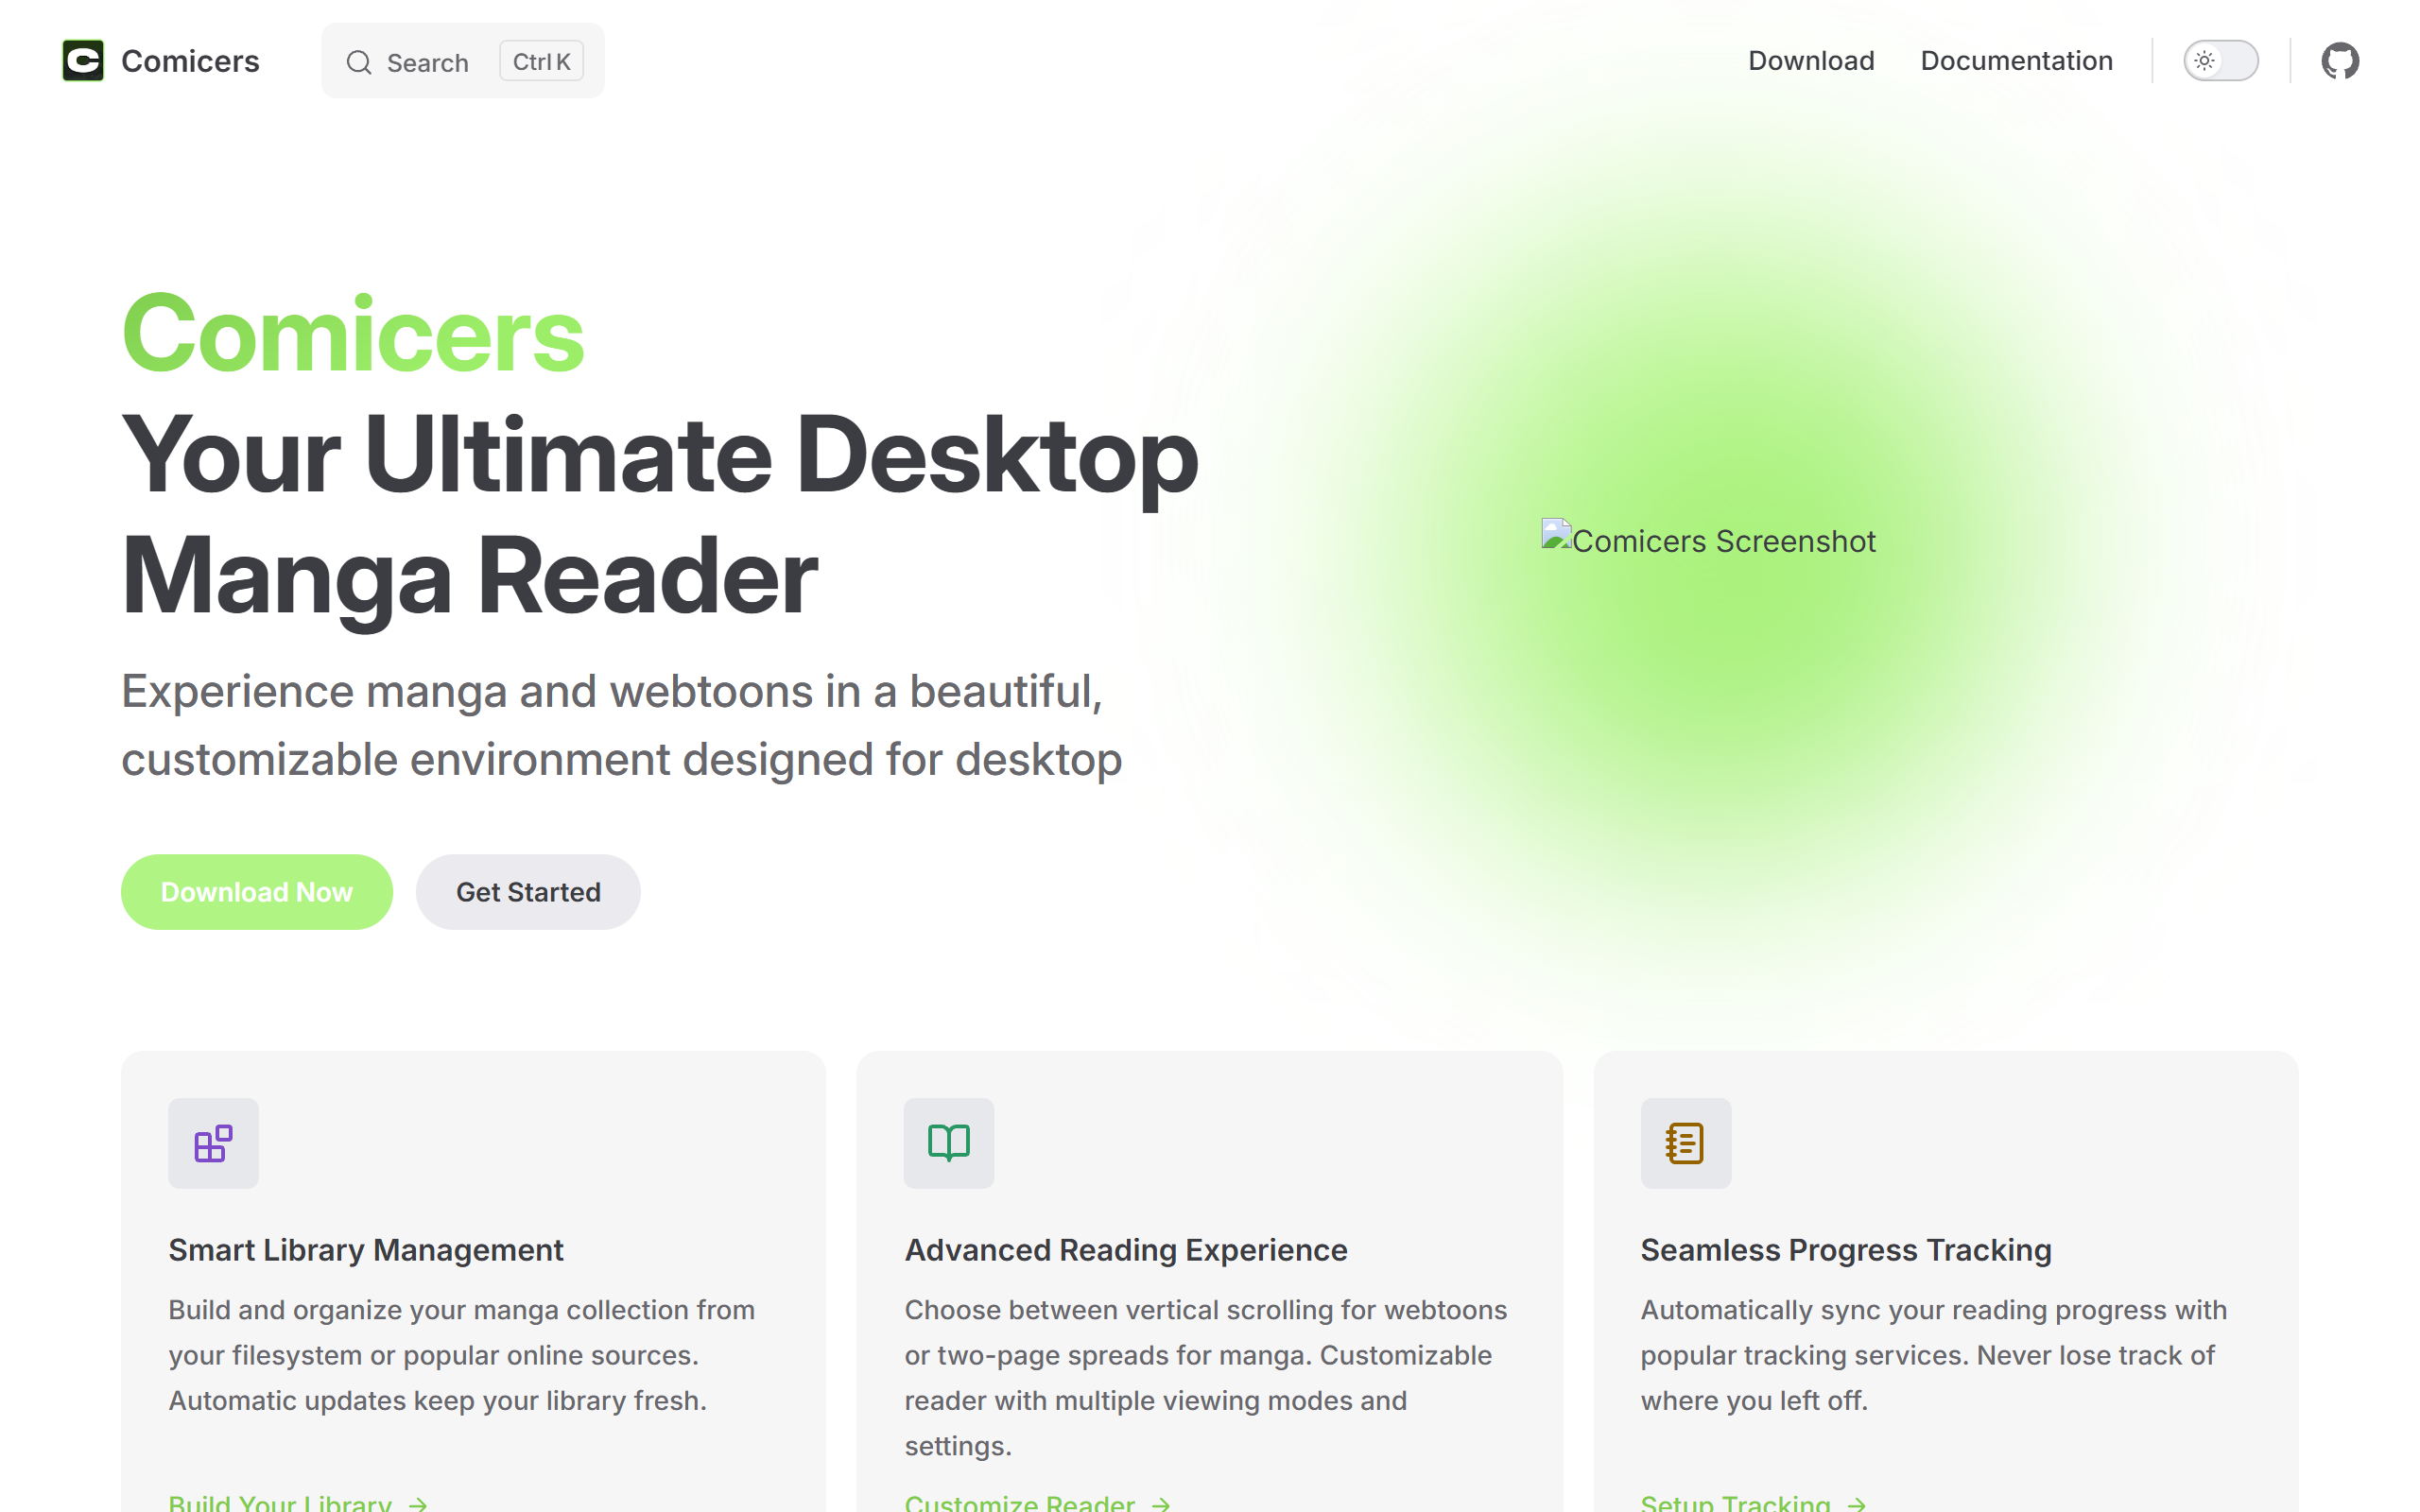 Comicers
Search
Ctrl K
Download
Documentation
Comicers
Your Ultimate Desktop
Manga Reader
Experience manga and webtoons in a beautiful,
customizable environment designed for desktop
Download Now
Get Started
Comicers Screenshot
Smart Library Management
Build and organize your manga collection from
your filesystem or popular online sources.
Automatic updates keep your library fresh.
Build Your Library →
Advanced Reading Experience
Choose between vertical scrolling for webtoons
or two-page spreads for manga. Customizable
reader with multiple viewing modes and
settings.
Customize Reader →
Seamless Progress Tracking
Automatically sync your reading progress with
popular tracking services. Never lose track of
where you left off.
Setup Tracking →